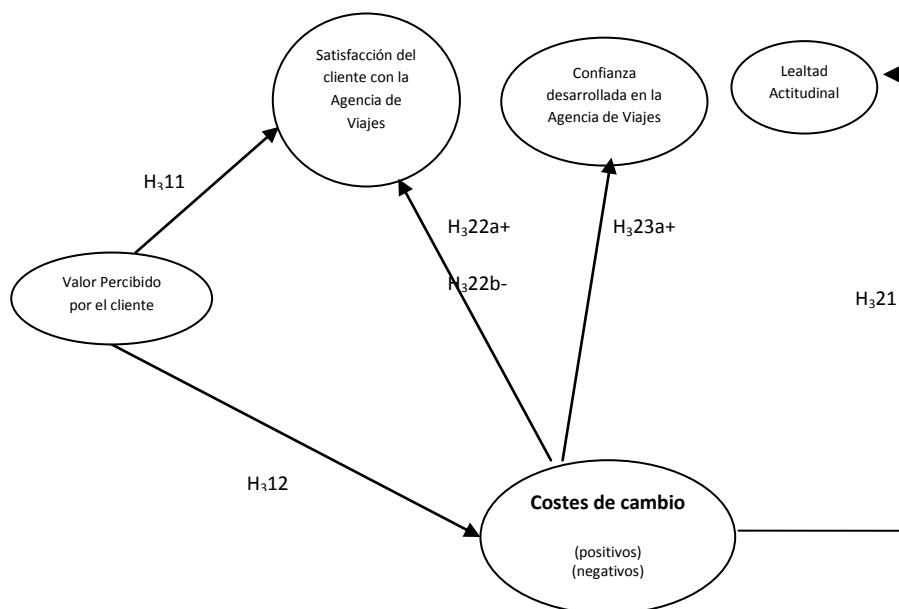 Satisfacción del
cliente con la
Agencia de
Viajes
Confianza
desarrollada en la
Agencia de Viajes
Lealtad
Actitudinal
H₃11
H₃22a+
H₃23a+
Valor Percibido
por el cliente
H₃22b-
H₃21
H₃12
Costes de cambio
(positivos)
(negativos)